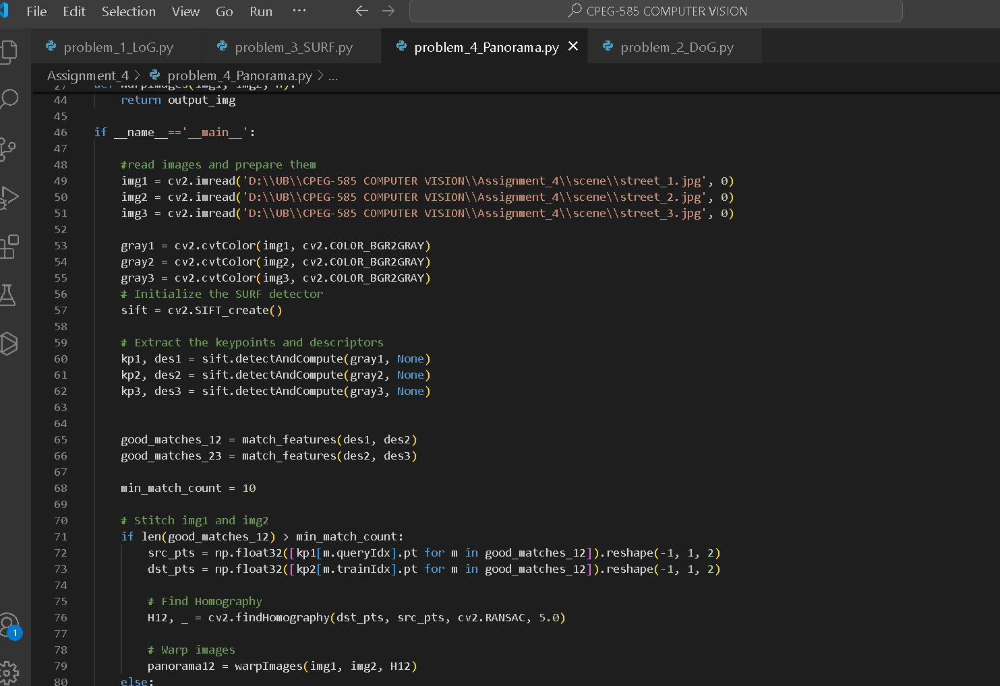 File Edit Selection View Go Run ··· ← → CPEG-585 COMPUTER VISION
problem_1_LoG.py problem_3_SURF.py problem_4_Panorama.py × problem_2_DoG.py
Assignment_4 > problem_4_Panorama.py > ...
27 def warpImages(img1, img2, H):
44 return output_img
45
46 if __name__=='__main__':
47
48 #read images and prepare them
49 img1 = cv2.imread('D:\\UB\\CPEG-585 COMPUTER VISION\\Assignment_4\\scene\\street_1.jpg', 0)
50 img2 = cv2.imread('D:\\UB\\CPEG-585 COMPUTER VISION\\Assignment_4\\scene\\street_2.jpg', 0)
51 img3 = cv2.imread('D:\\UB\\CPEG-585 COMPUTER VISION\\Assignment_4\\scene\\street_3.jpg', 0)
52
53 gray1 = cv2.cvtColor(img1, cv2.COLOR_BGR2GRAY)
54 gray2 = cv2.cvtColor(img2, cv2.COLOR_BGR2GRAY)
55 gray3 = cv2.cvtColor(img3, cv2.COLOR_BGR2GRAY)
56 # Initialize the SURF detector
57 sift = cv2.SIFT_create()
58
59 # Extract the keypoints and descriptors
60 kp1, des1 = sift.detectAndCompute(gray1, None)
61 kp2, des2 = sift.detectAndCompute(gray2, None)
62 kp3, des3 = sift.detectAndCompute(gray3, None)
63
64
65 good_matches_12 = match_features(des1, des2)
66 good_matches_23 = match_features(des2, des3)
67
68 min_match_count = 10
69
70 # Stitch img1 and img2
71 if len(good_matches_12) > min_match_count:
72 src_pts = np.float32([kp1[m.queryIdx].pt for m in good_matches_12]).reshape(-1, 1, 2)
73 dst_pts = np.float32([kp2[m.trainIdx].pt for m in good_matches_12]).reshape(-1, 1, 2)
74
75 # Find Homography
76 H12, _ = cv2.findHomography(dst_pts, src_pts, cv2.RANSAC, 5.0)
77
78 # Warp images
79 panorama12 = warpImages(img1, img2, H12)
80 else:
1